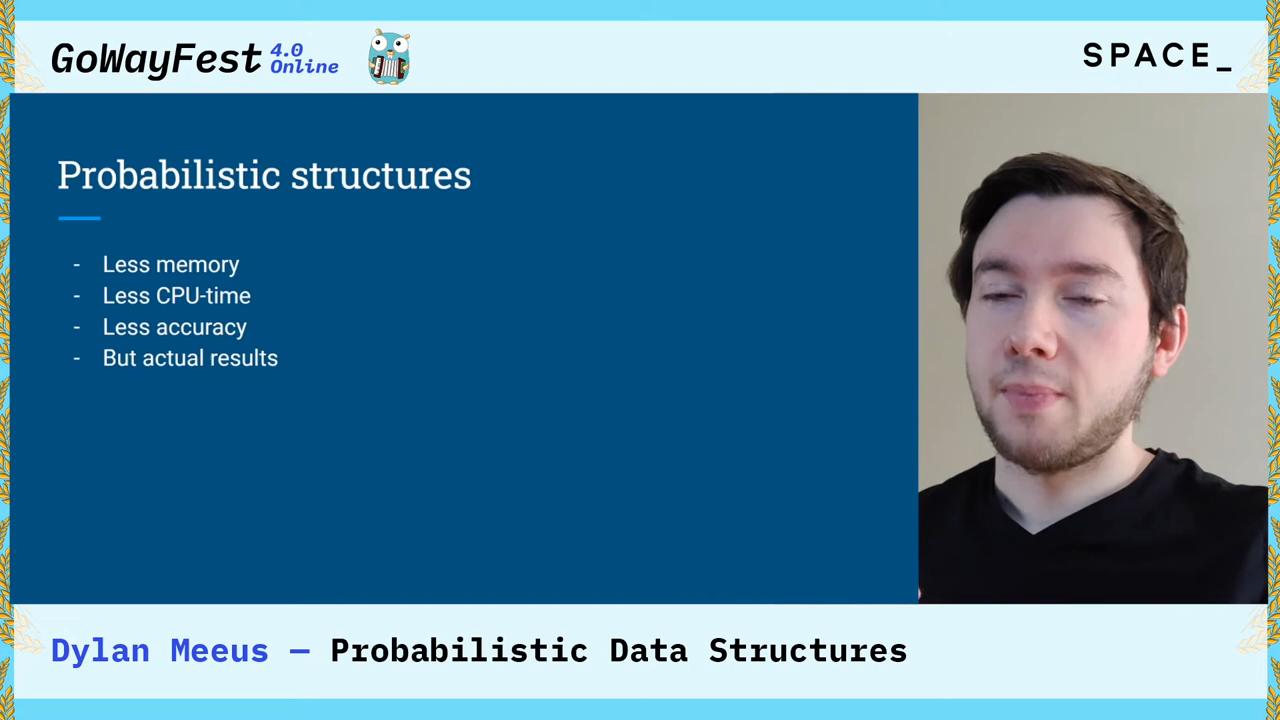 GoWayFest 4.0 Online
SPACE_
Probabilistic structures
- Less memory
- Less CPU-time
- Less accuracy
- But actual results
Dylan Meeus — Probabilistic Data Structures